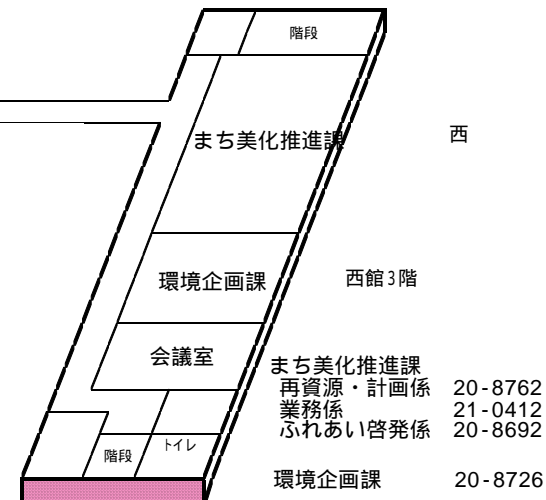 階段
まち美化推進課
西
環境企画課
西館3階
会議室
まち美化推進課
再資源・計画係 20-8762
業務係 21-0412
ふれあい啓発係 20-8692
階段
トイレ
環境企画課 20-8726